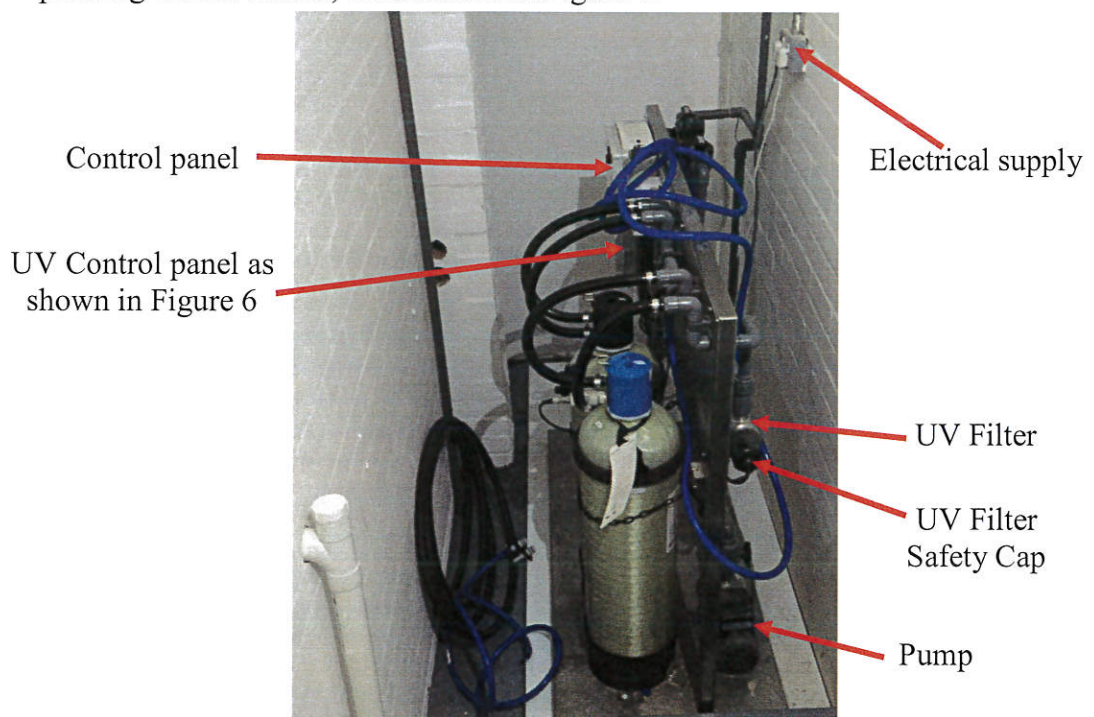 Control panel
Electrical supply
UV Control panel as
shown in Figure 6
UV Filter
UV Filter
Safety Cap
Pump